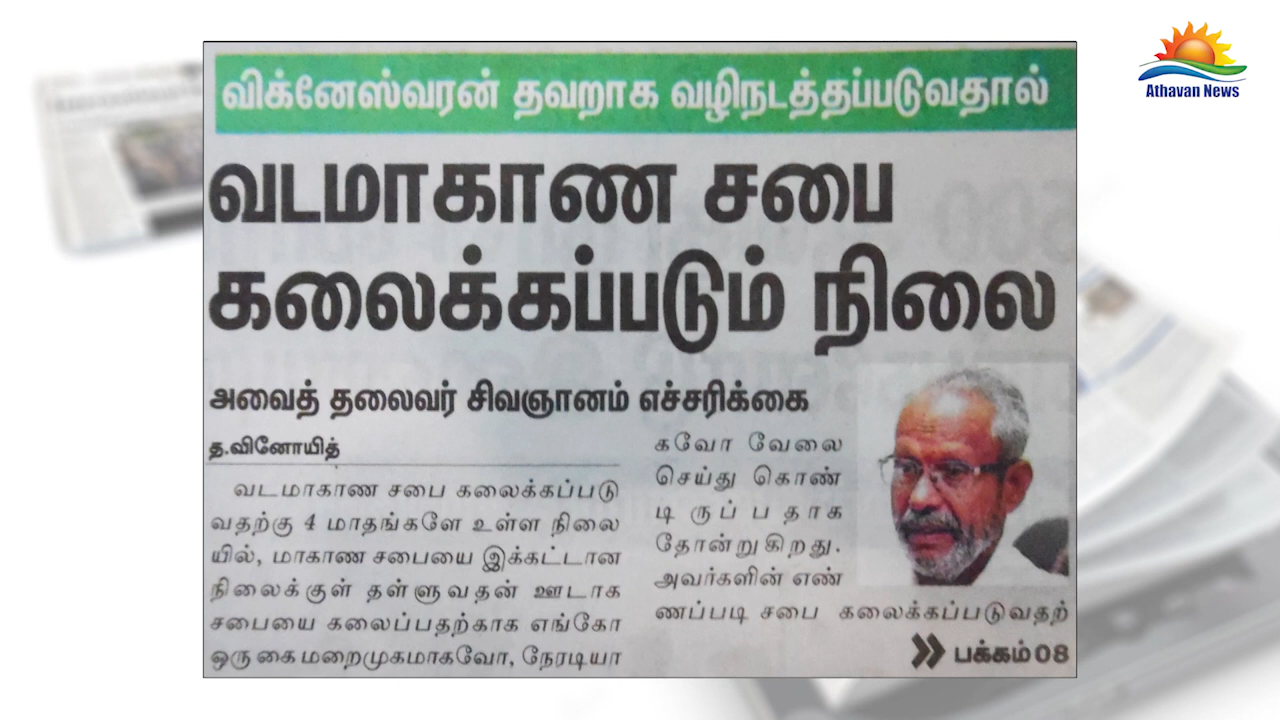 Athavan News
விக்னேஸ்வரன் தவறாக வழிநடத்தப்படுவதால்
வடமாகாண சபை
கலைக்கப்படும் நிலை
அவைத் தலைவர் சிவஞானம் எச்சரிக்கை
த.வினோயித்
வடமாகாண சபை கலைக்கப்படு
வதற்கு 4 மாதங்களே உள்ள நிலை
யில், மாகாண சபையை இக்கட்டான
நிலைக்குள் தள்ளுவதன் ஊடாக
சபையை கலைப்பதற்காக எங்கோ
ஒரு கை மறைமுகமாகவோ, நேரடியா
கவோ வேலை
செய்து கொண்
டிருப்பதாக
தோன்றுகிறது.
அவர்களின் எண்
ணப்படி சபை கலைக்கப்படுவதற்
பக்கம் 08